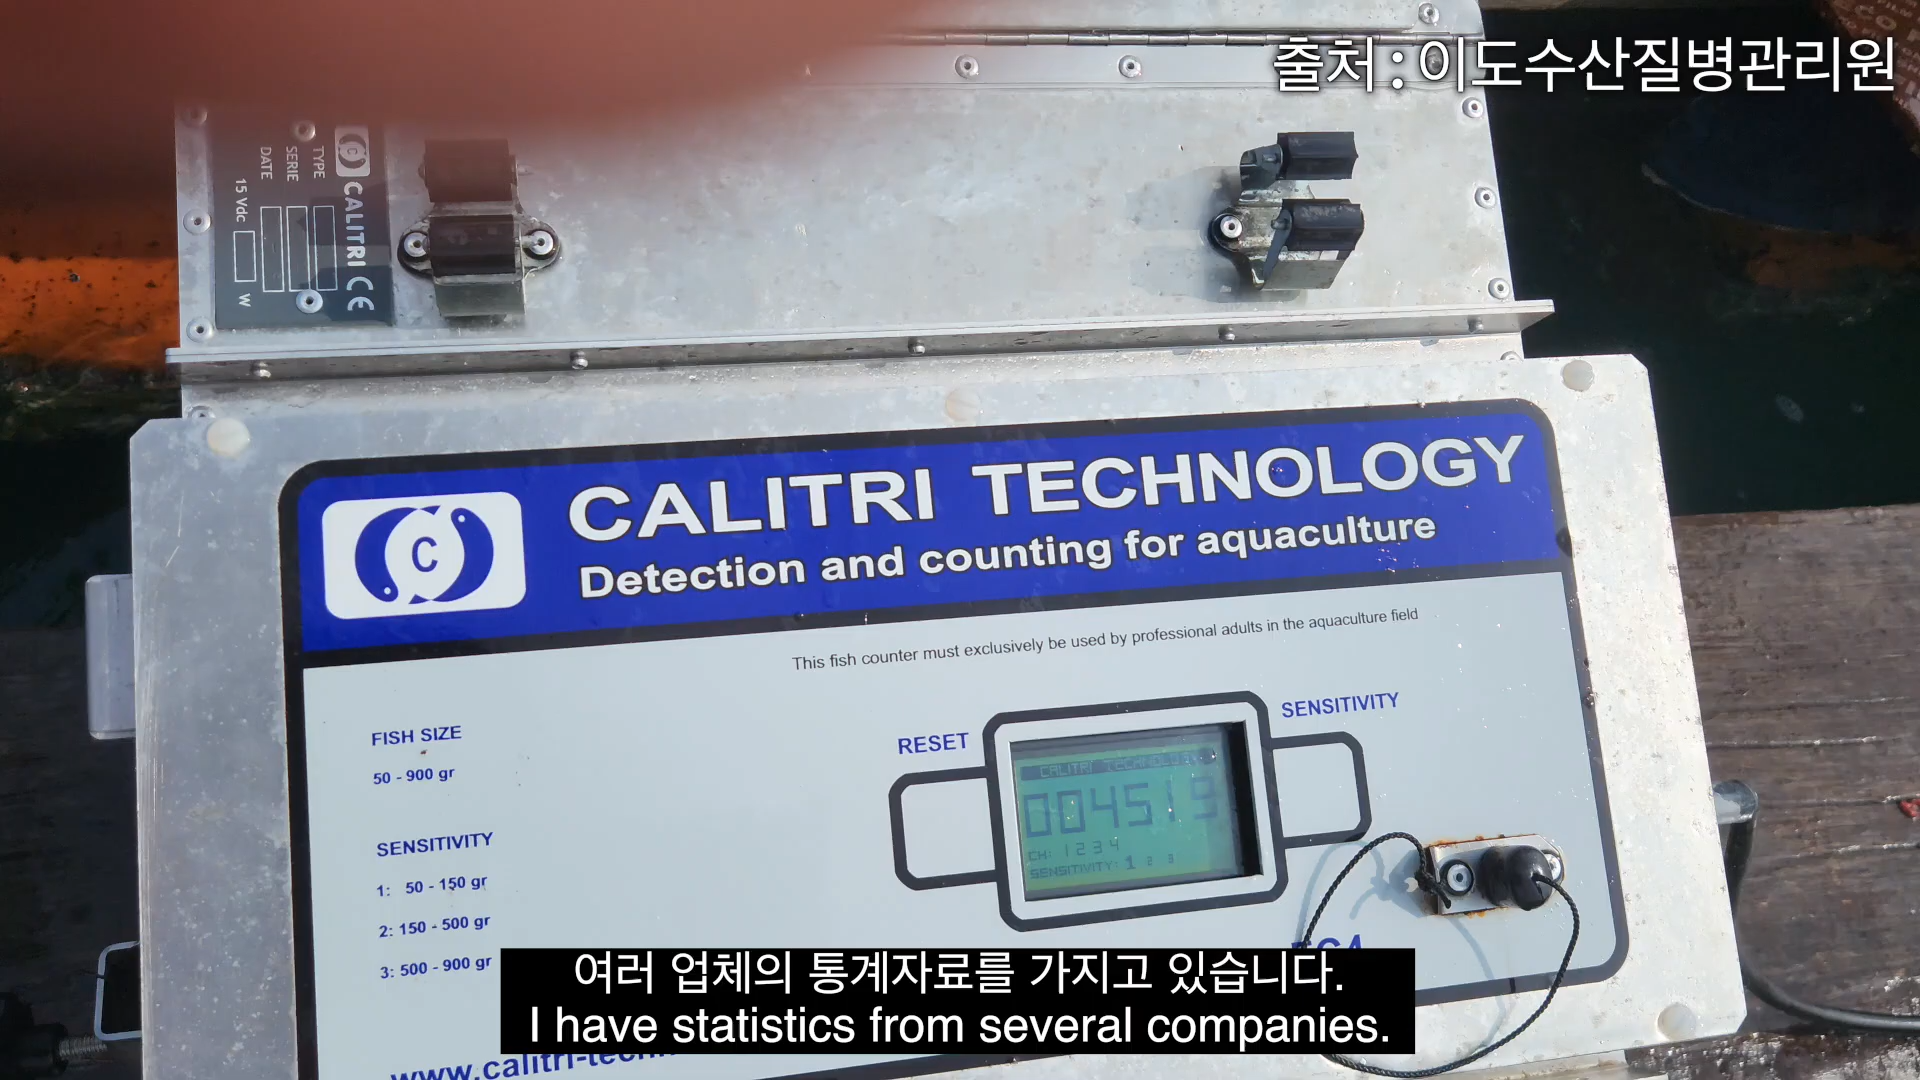 출처 : 이도수산질병관리원
CALITRI CE
TYPE
SERIE
DATE
15 Vdc
W
C
CALITRI TECHNOLOGY
Detection and counting for aquaculture
This fish counter must exclusively be used by professional adults in the aquaculture field
FISH SIZE
50 - 900 gr
SENSITIVITY
1: 50 - 150 gr
2: 150 - 500 gr
3: 500 - 900 gr
RESET
SENSITIVITY
CALITRI TECHNOLOGY
004519
CH: 1 2 3 4
SENSITIVITY: 1 2 3
여러 업체의 통계자료를 가지고 있습니다.
I have statistics from several companies.